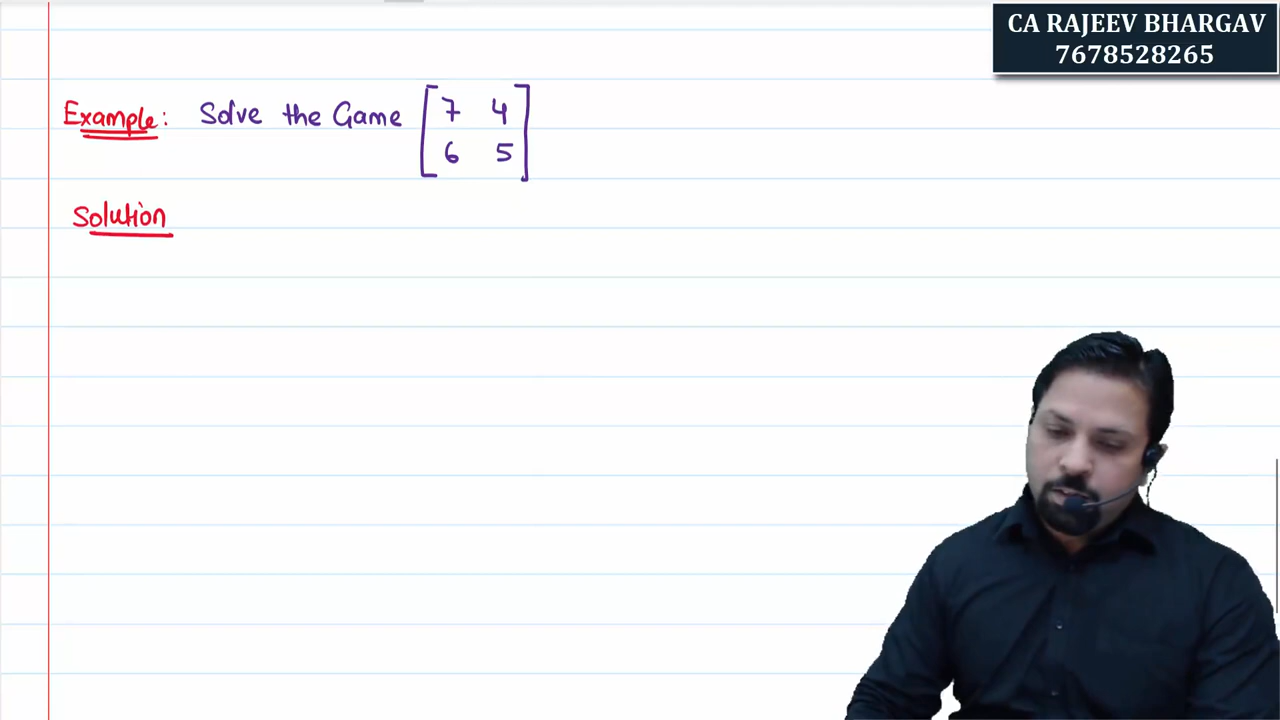 CA RAJEEV BHARGAV
7678528265
Example: Solve the Game [7 4
6 5]
Solution